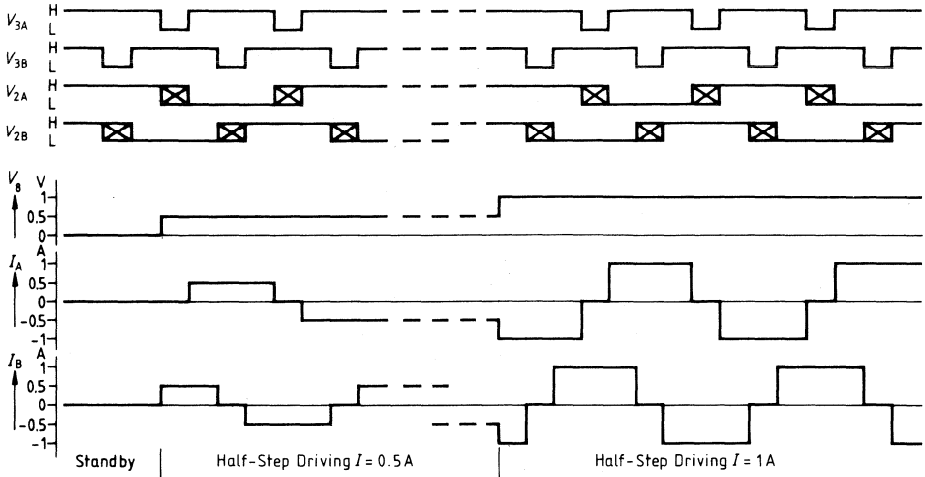 V3A H
L
V3B H
L
V2A H
L
V2B H
L
V8 V
1
0.5
0
IA A
1
0.5
0
-0.5
-1
IB A
1
0.5
0
-0.5
-1
Standby Half-Step Driving I = 0.5 A Half-Step Driving I = 1 A